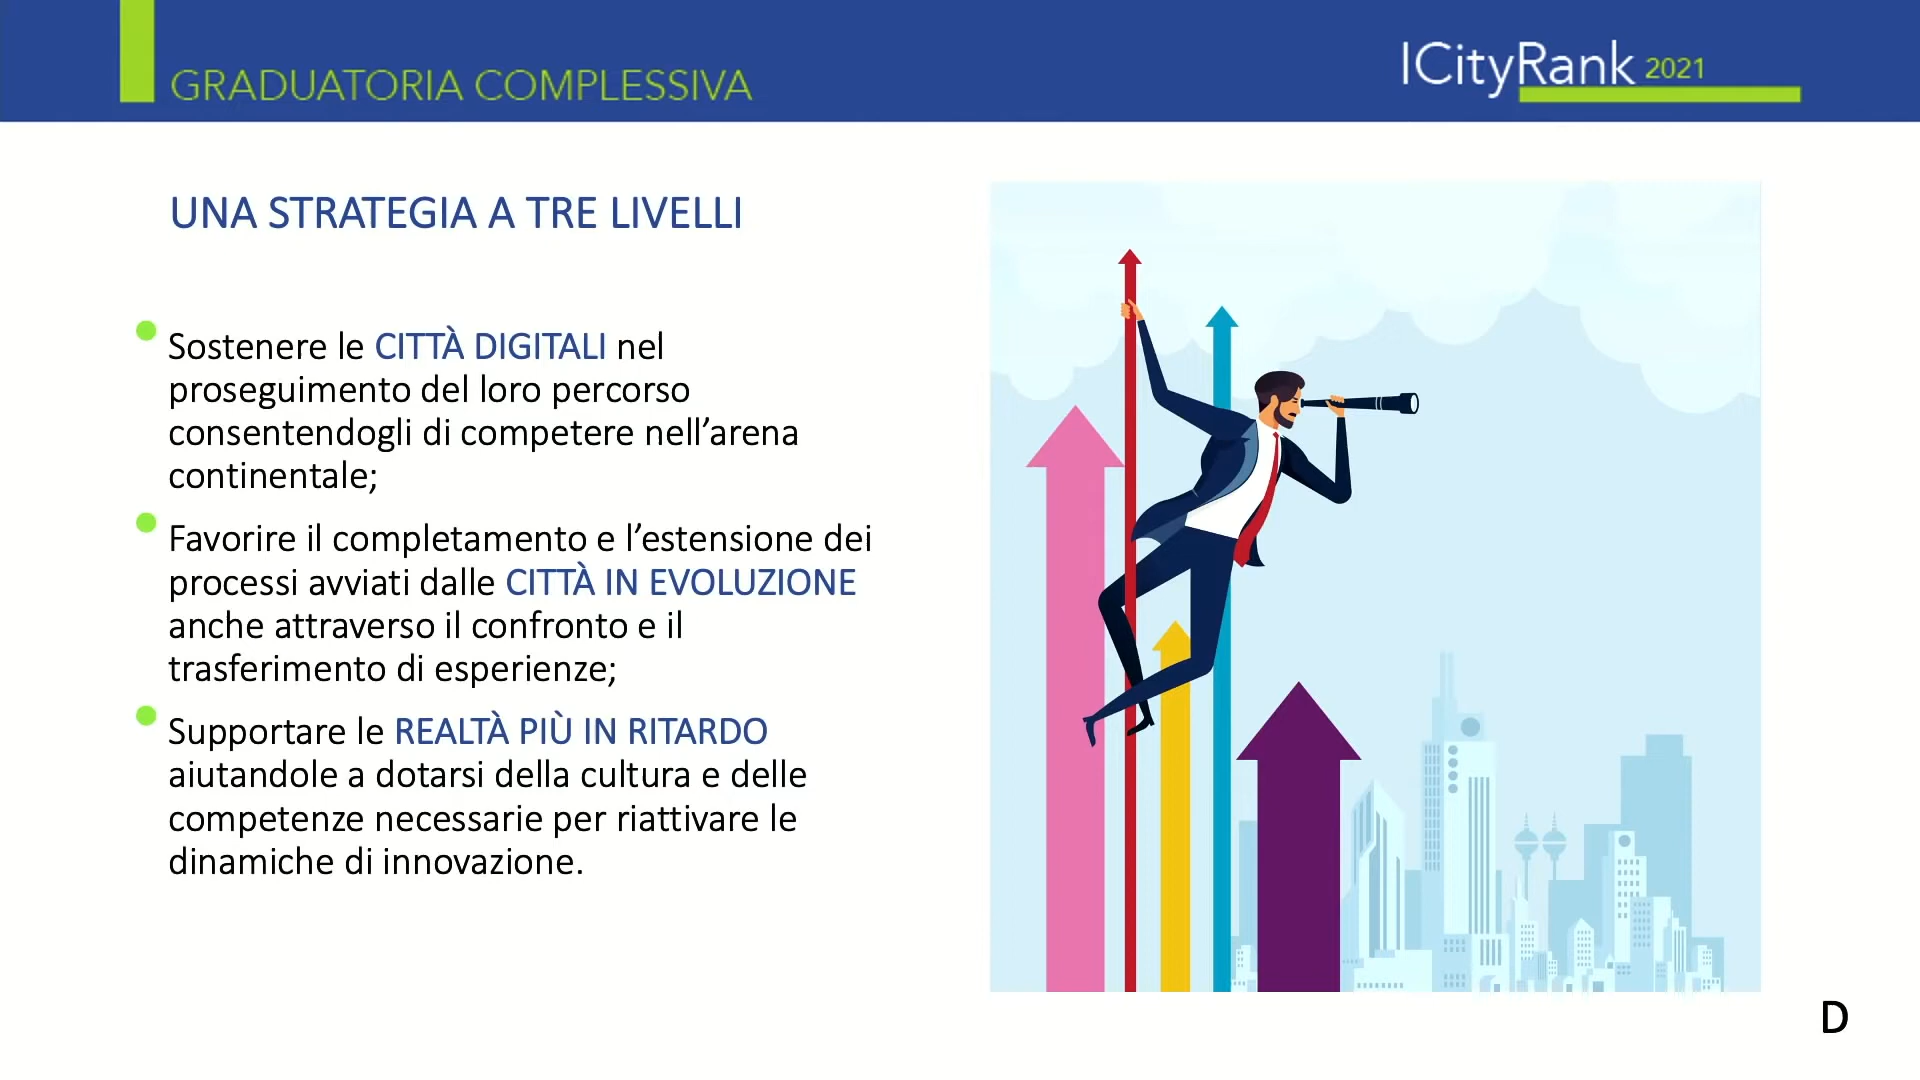 GRADUATORIA COMPLESSIVA
ICityRank 2021
UNA STRATEGIA A TRE LIVELLI
Sostenere le CITTÀ DIGITALI nel
proseguimento del loro percorso
consentendogli di competere nell’arena
continentale;
Favorire il completamento e l’estensione dei
processi avviati dalle CITTÀ IN EVOLUZIONE
anche attraverso il confronto e il
trasferimento di esperienze;
Supportare le REALTÀ PIÙ IN RITARDO
aiutandole a dotarsi della cultura e delle
competenze necessarie per riattivare le
dinamiche di innovazione.
D